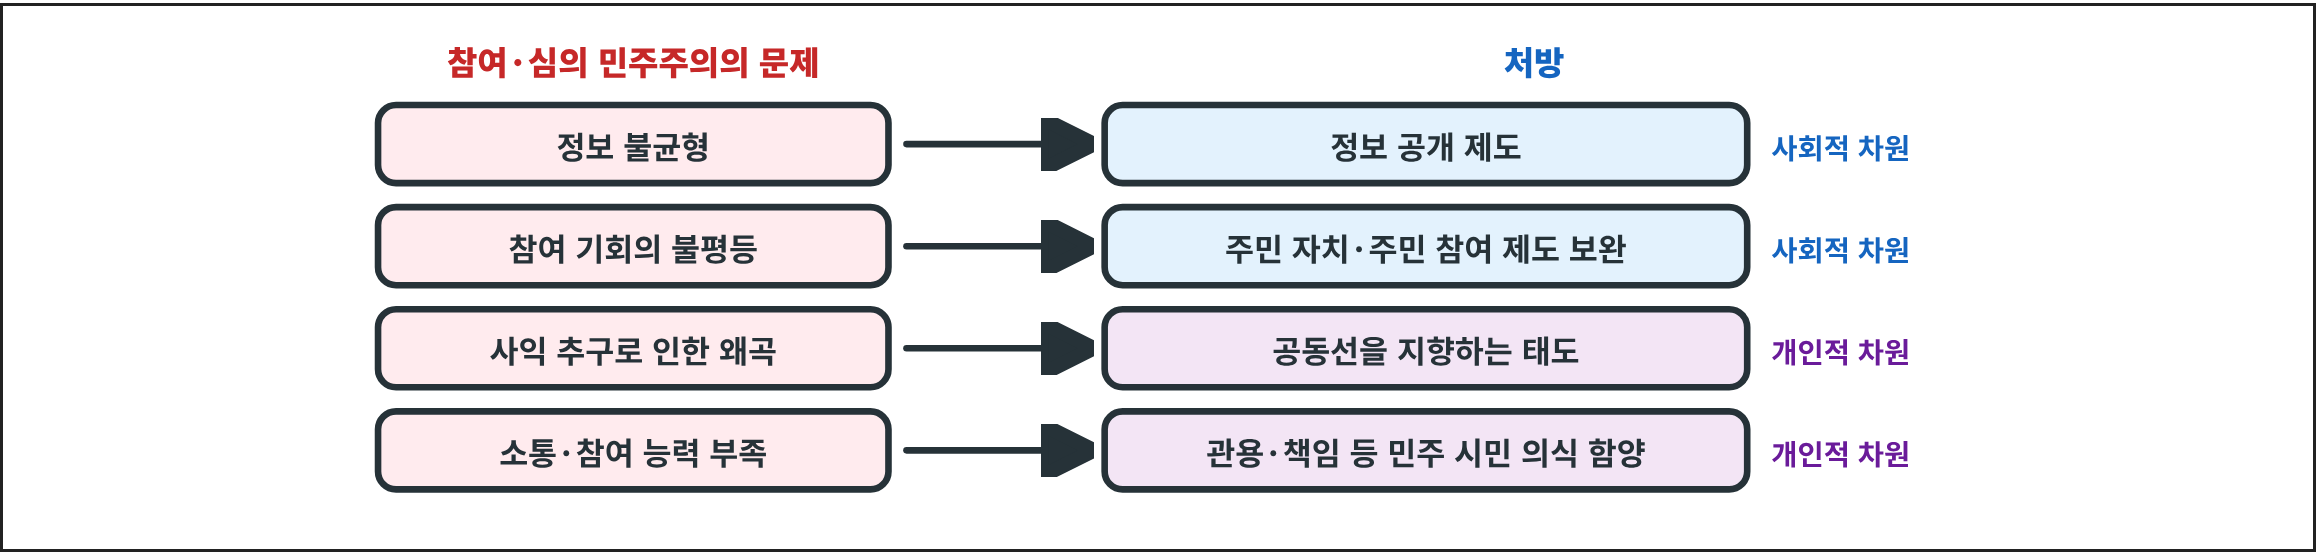 참여·심의 민주주의의 문제
처방
정보 불균형
정보 공개 제도
사회적 차원
참여 기회의 불평등
주민 자치·주민 참여 제도 보완
사회적 차원
사익 추구로 인한 왜곡
공동선을 지향하는 태도
개인적 차원
소통·참여 능력 부족
관용·책임 등 민주 시민 의식 함양
개인적 차원